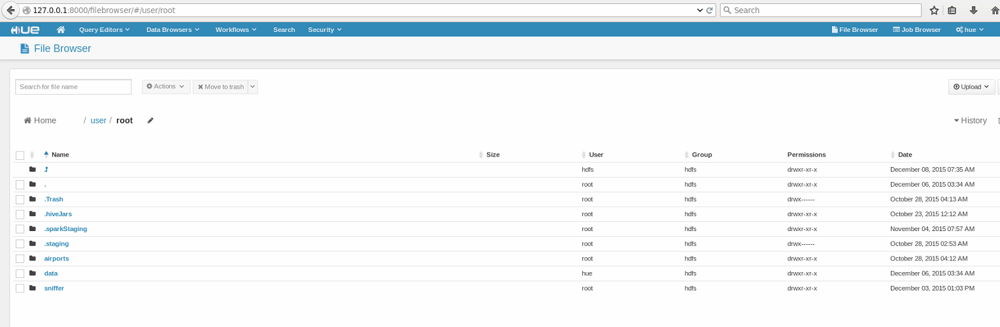 127.0.0.1:8000/filebrowser/#/user/root Search
HUE Query Editors Data Browsers Workflows Search Security File Browser Job Browser hue
File Browser
Search for file name Actions Move to trash Upload
Home / user / root History
Name Size User Group Permissions Date
hdfs hdfs drwxr-xr-x December 08, 2015 07:35 AM
. root hdfs drwxr-xr-x December 06, 2015 03:34 AM
.Trash root hdfs drwx------ October 28, 2015 04:13 AM
.hiveJars root hdfs drwxr-xr-x October 23, 2015 12:12 AM
.sparkStaging root hdfs drwxr-xr-x November 04, 2015 07:57 AM
.staging root hdfs drwx------ October 28, 2015 02:53 AM
airports root hdfs drwxr-xr-x October 28, 2015 04:12 AM
data hue hdfs drwxr-xr-x December 06, 2015 03:34 AM
sniffer root hdfs drwxr-xr-x December 03, 2015 01:03 PM